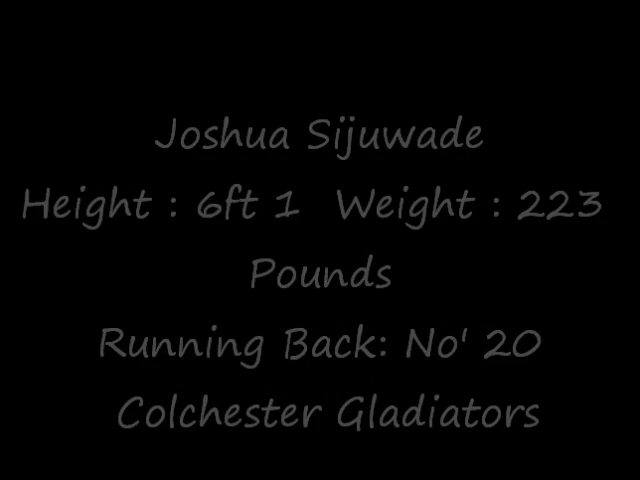 Joshua Sijuwade
Height : 6ft 1 Weight : 223
Pounds
Running Back: No' 20
Colchester Gladiators